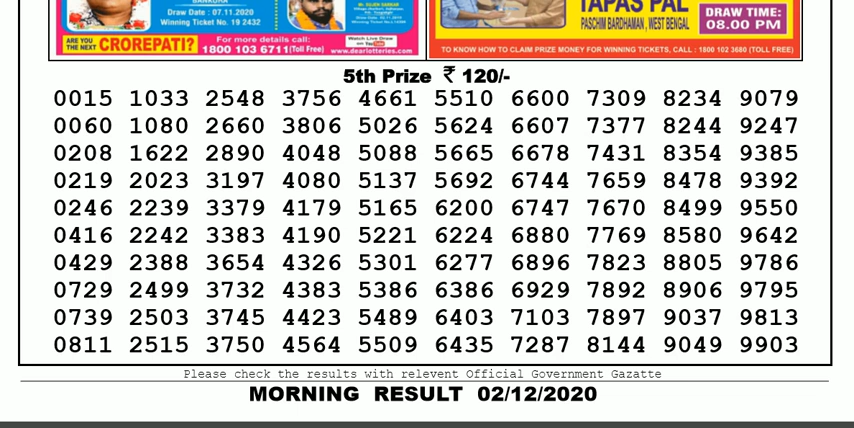 BANKURA
Draw Date : 07.11.2020
Winning Ticket No. 19 2432
TAPAS PAL
PASCHIM BARDHAMAN, WEST BENGAL
DRAW TIME:
08.00 PM
ARE YOU
THE NEXT
CROREPATI?
For more details call:
1800 103 6711(Toll Free)
Watch Live Draw
on YouTube
www.dearlotteries.com
TO KNOW HOW TO CLAIM PRIZE MONEY FOR WINNING TICKETS, CALL : 1800 102 3680 (TOLL FREE)
5th Prize ₹ 120/-
0015 1033 2548 3756 4661 5510 6600 7309 8234 9079
0060 1080 2660 3806 5026 5624 6607 7377 8244 9247
0208 1622 2890 4048 5088 5665 6678 7431 8354 9385
0219 2023 3197 4080 5137 5692 6744 7659 8478 9392
0246 2239 3379 4179 5165 6200 6747 7670 8499 9550
0416 2242 3383 4190 5221 6224 6880 7769 8580 9642
0429 2388 3654 4326 5301 6277 6896 7823 8805 9786
0729 2499 3732 4383 5386 6386 6929 7892 8906 9795
0739 2503 3745 4423 5489 6403 7103 7897 9037 9813
0811 2515 3750 4564 5509 6435 7287 8144 9049 9903
Please check the results with relevent Official Government Gazatte
MORNING RESULT 02/12/2020